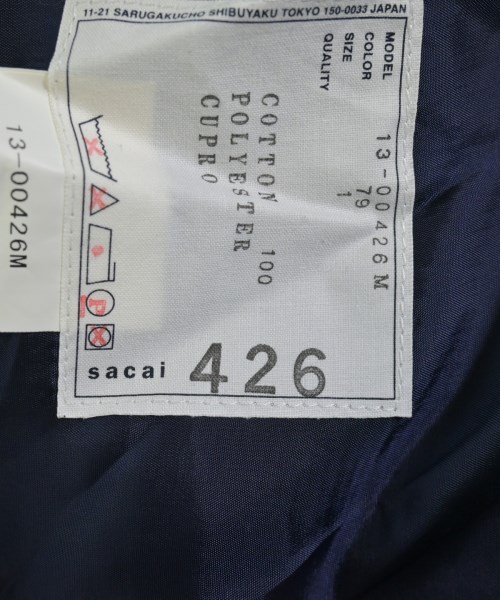 11-21 SARUGAKUCHO SHIBUYAKU TOKYO 150-0033 JAPAN
MODEL 13-00426M
COLOR 79
SIZE 1
QUALITY
COTTON 100
POLYESTER
CUPRO
P
sacai 426
13-00426M